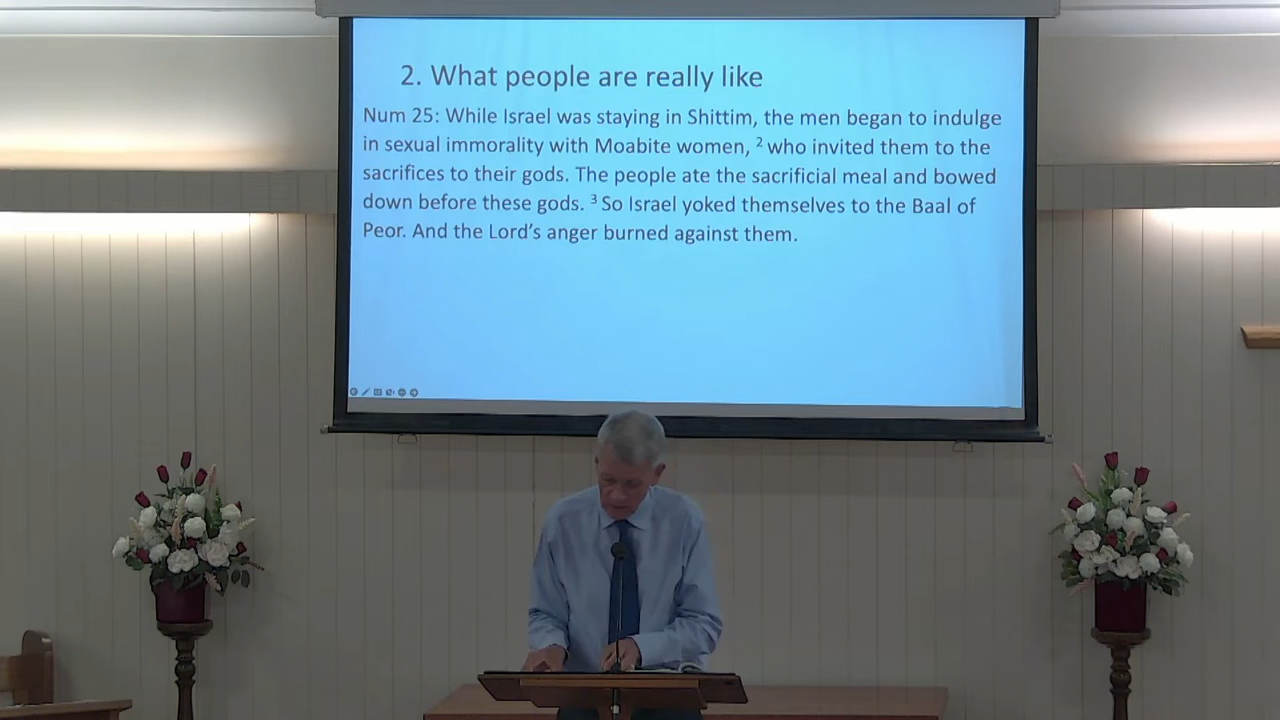 2. What people are really like
Num 25: While Israel was staying in Shittim, the men began to indulge
in sexual immorality with Moabite women, ² who invited them to the
sacrifices to their gods. The people ate the sacrificial meal and bowed
down before these gods. ³ So Israel yoked themselves to the Baal of
Peor. And the Lord’s anger burned against them.